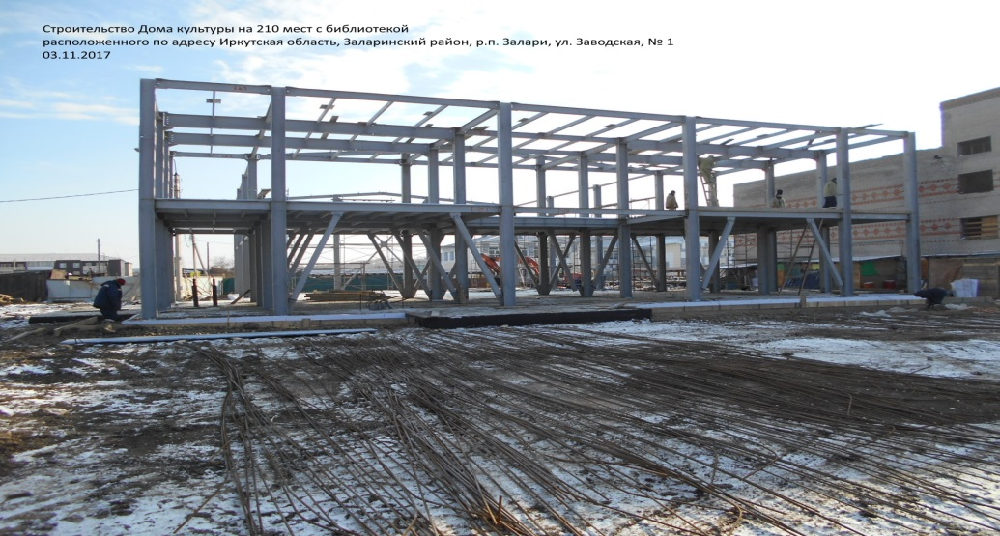 Строительство Дома культуры на 210 мест с библиотекой
расположенного по адресу Иркутская область, Заларинский район, р.п. Залари, ул. Заводская, № 1
03.11.2017